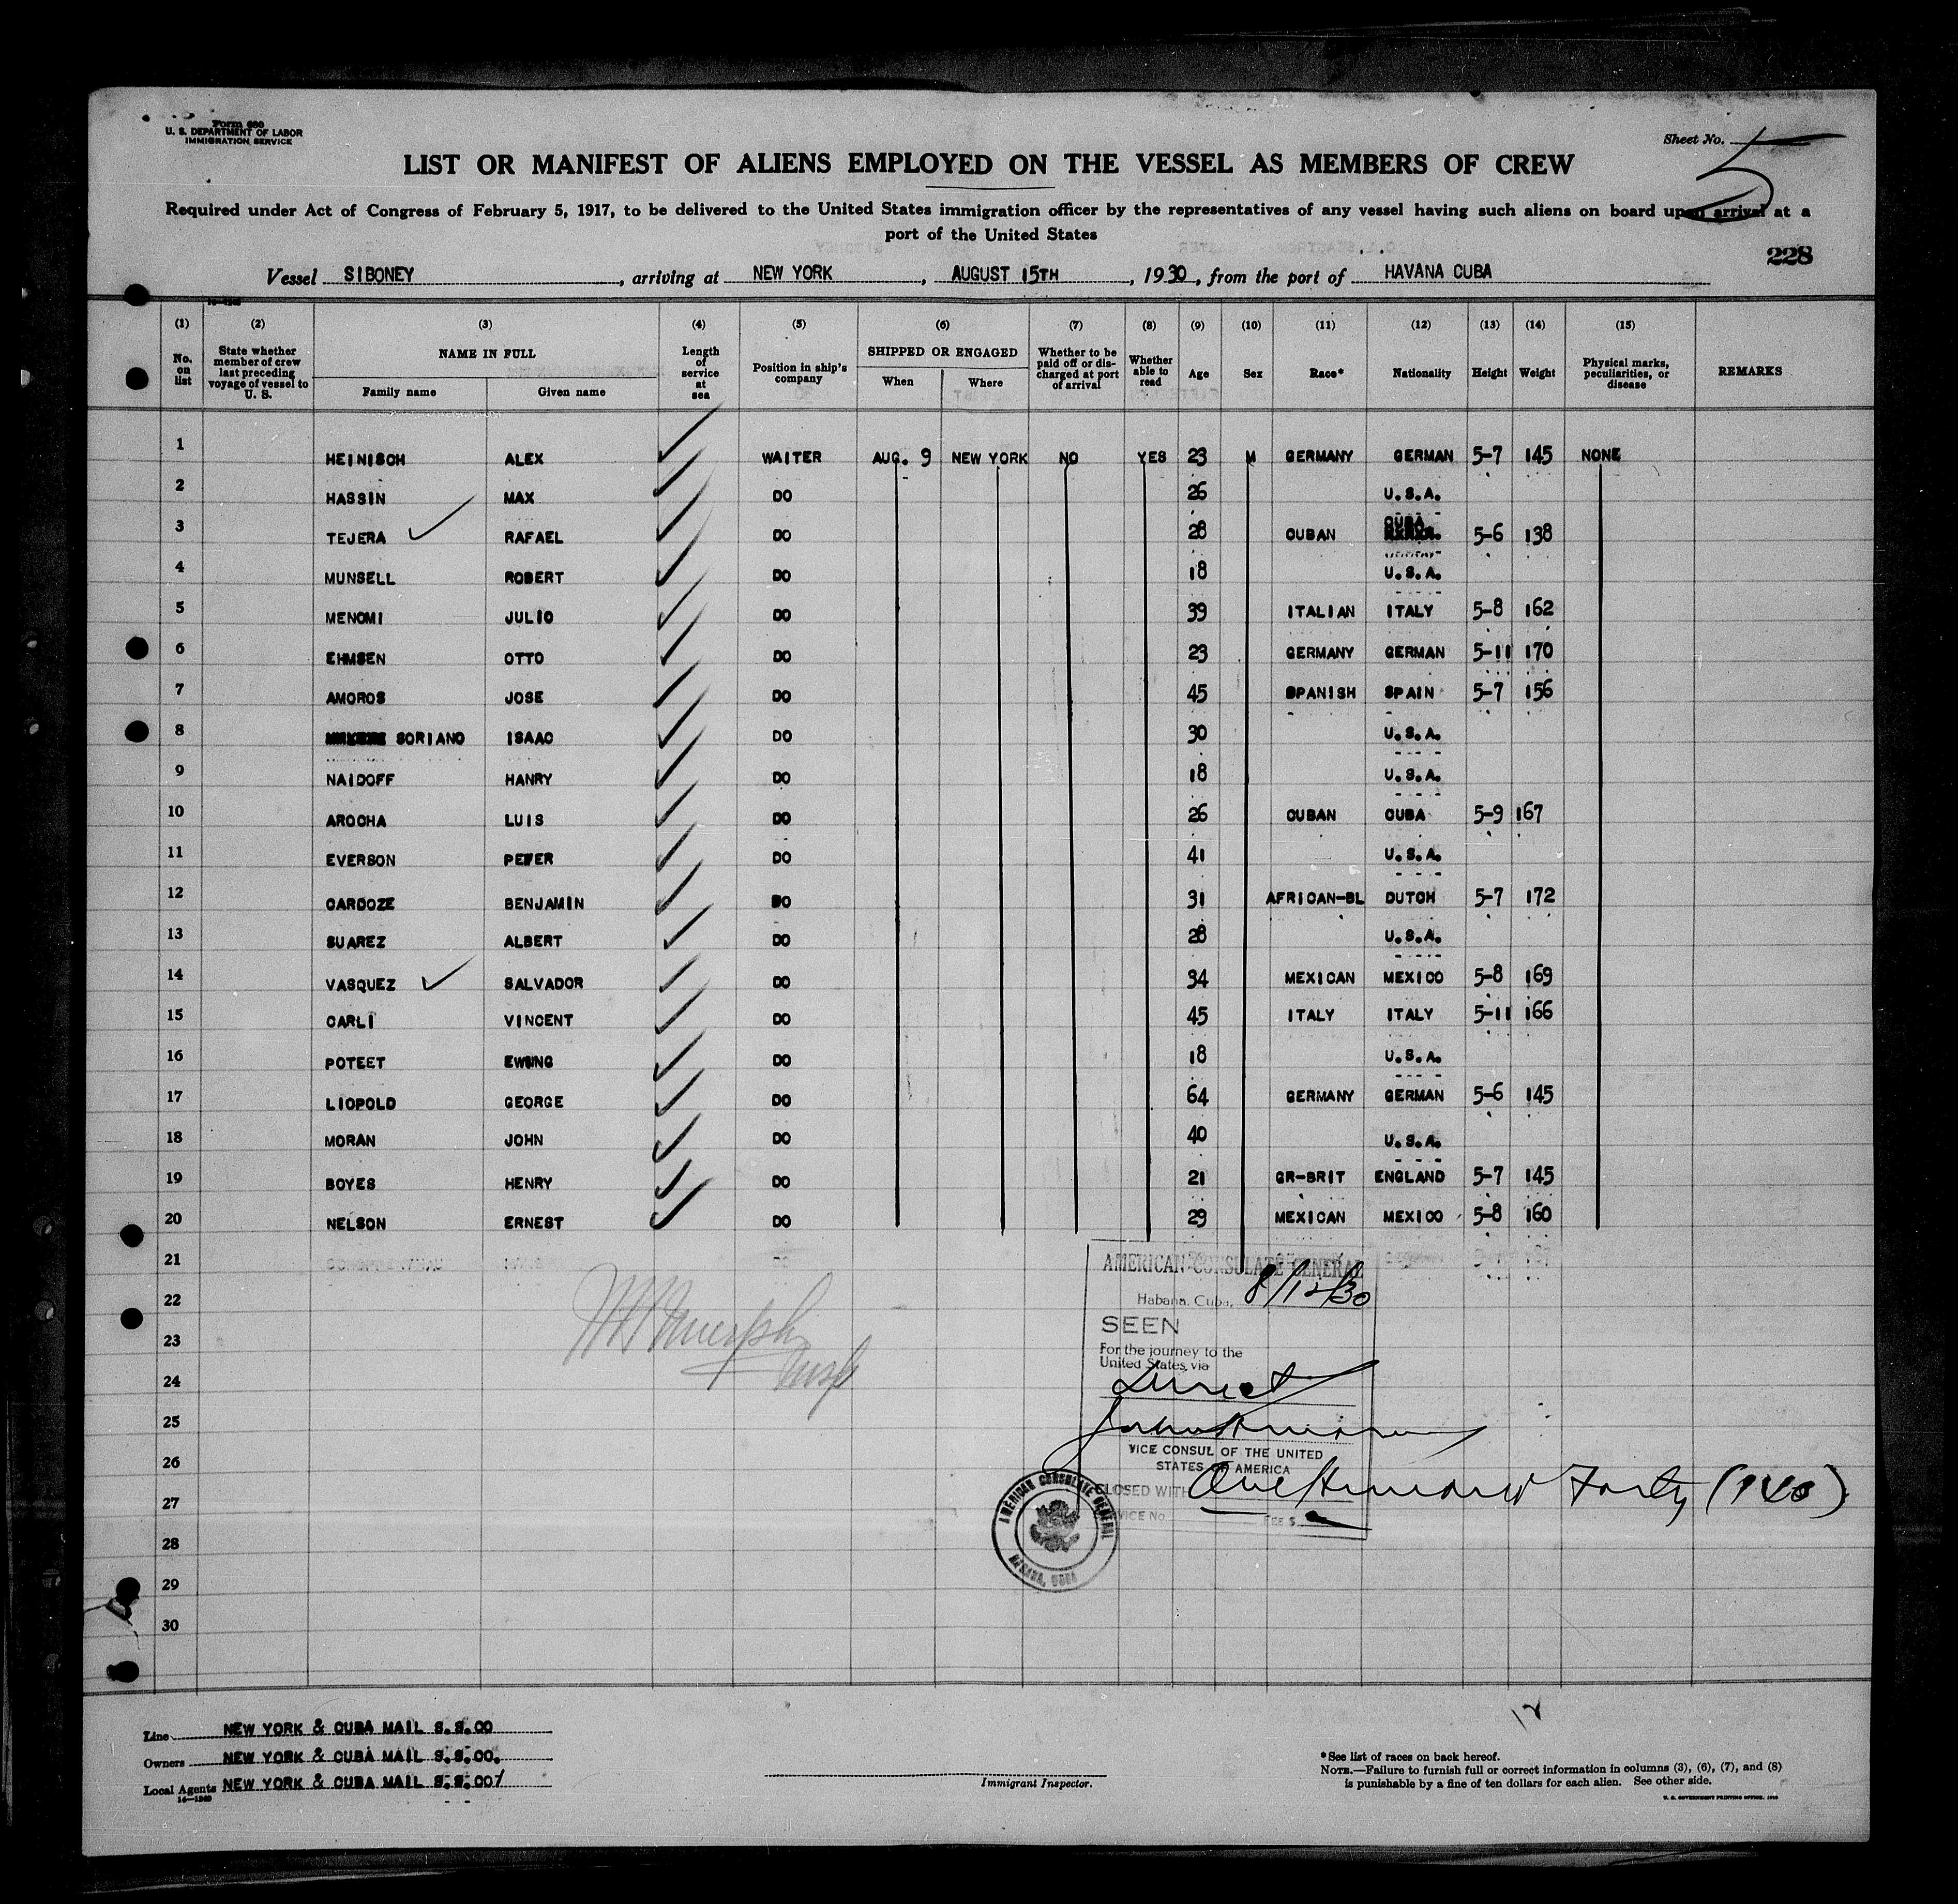 Form 680
U. S. DEPARTMENT OF LABOR
IMMIGRATION SERVICE
Sheet No. 5
LIST OR MANIFEST OF ALIENS EMPLOYED ON THE VESSEL AS MEMBERS OF CREW
Required under Act of Congress of February 5, 1917, to be delivered to the United States immigration officer by the representatives of any vessel having such aliens on board upon arrival at a
port of the United States
228
Vessel SIBONEY, arriving at NEW YORK, AUGUST 15TH, 1930, from the port of HAVANA CUBA
(1) (2) (3) (4) (5) (6) (7) (8) (9) (10) (11) (12) (13) (14) (15)
No. on list State whether member of crew last preceding voyage of vessel to U. S. NAME IN FULL Family name Given name Length of service at sea Position in ship's company SHIPPED OR ENGAGED When Where Whether to be paid off or discharged at port of arrival Whether able to read Age Sex Race* Nationality Height Weight Physical marks, peculiarities, or disease REMARKS
1 HEINISCH ALEX WAITER AUG. 9 NEW YORK NO YES 23 M GERMANY GERMAN 5-7 145 NONE
2 HASSIN MAX DO 26 U.S.A.
3 TEJERA RAFAEL DO 28 CUBAN CUBA 5-6 138
4 MUNSELL ROBERT DO 18 U.S.A.
5 MENOMI JULIO DO 39 ITALIAN ITALY 5-8 162
6 EHMSEN OTTO DO 23 GERMANY GERMAN 5-11 170
7 AMOROS JOSE DO 45 SPANISH SPAIN 5-7 156
8 SORIANO ISAAC DO 30 U.S.A.
9 NAIDOFF HANRY DO 18 U.S.A.
10 AROCHA LUIS DO 26 CUBAN CUBA 5-9 167
11 EVERSON PETER DO 41 U.S.A.
12 CARDOZE BENJAMIN DO 31 AFRICAN-BL DUTCH 5-7 172
13 SUAREZ ALBERT DO 28 U.S.A.
14 VASQUEZ SALVADOR DO 34 MEXICAN MEXICO 5-8 169
15 CARLI VINCENT DO 45 ITALY ITALY 5-11 166
16 POTEET EWING DO 18 U.S.A.
17 LIOPOLD GEORGE DO 64 GERMANY GERMAN 5-6 145
18 MORAN JOHN DO 40 U.S.A.
19 BOYES HENRY DO 21 GR-BRIT ENGLAND 5-7 145
20 NELSON ERNEST DO 29 MEXICAN MEXICO 5-8 160
21
22
23
24
25
26
27
28
29
30
AMERICAN CONSULATE GENERAL
Habana, Cuba, 8/12/30
SEEN
For the journey to the
United States, via
Direct
VICE CONSUL OF THE UNITED
STATES OF AMERICA
CLOSED WITH One Hundred Forty (140)
SERVICE No. FEE $
AMERICAN CONSULATE GENERAL
HABANA, CUBA
12
Line NEW YORK & CUBA MAIL S.S.CO
Owners NEW YORK & CUBA MAIL S.S.CO.
Local Agents NEW YORK & CUBA MAIL S.S.CO/
Immigrant Inspector.
*See list of races on back hereof.
NOTE.—Failure to furnish full or correct information in columns (3), (6), (7), and (8)
is punishable by a fine of ten dollars for each alien. See other side.